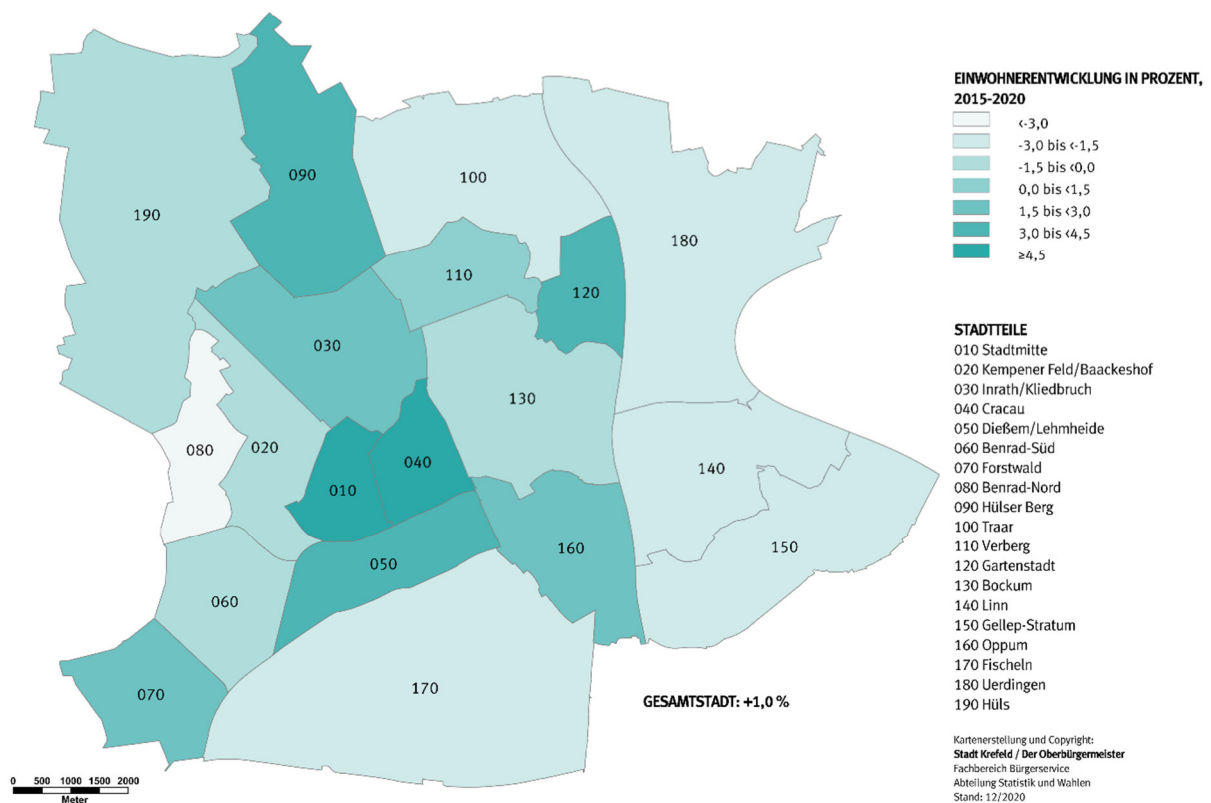 090
100
190
180
110
120
030
130
080
020
040
140
010
160
150
050
060
070
170
GESAMTSTADT: +1,0 %
0 500 1000 1500 2000
Meter
EINWOHNERENTWICKLUNG IN PROZENT,
2015-2020
<-3,0
-3,0 bis <-1,5
-1,5 bis <0,0
0,0 bis <1,5
1,5 bis <3,0
3,0 bis <4,5
≥4,5
STADTTEILE
010 Stadtmitte
020 Kempener Feld/Baackeshof
030 Inrath/Kliedbruch
040 Cracau
050 Dießem/Lehmheide
060 Benrad-Süd
070 Forstwald
080 Benrad-Nord
090 Hülser Berg
100 Traar
110 Verberg
120 Gartenstadt
130 Bockum
140 Linn
150 Gellep-Stratum
160 Oppum
170 Fischeln
180 Uerdingen
190 Hüls
Kartenerstellung und Copyright:
Stadt Krefeld / Der Oberbürgermeister
Fachbereich Bürgerservice
Abteilung Statistik und Wahlen
Stand: 12/2020